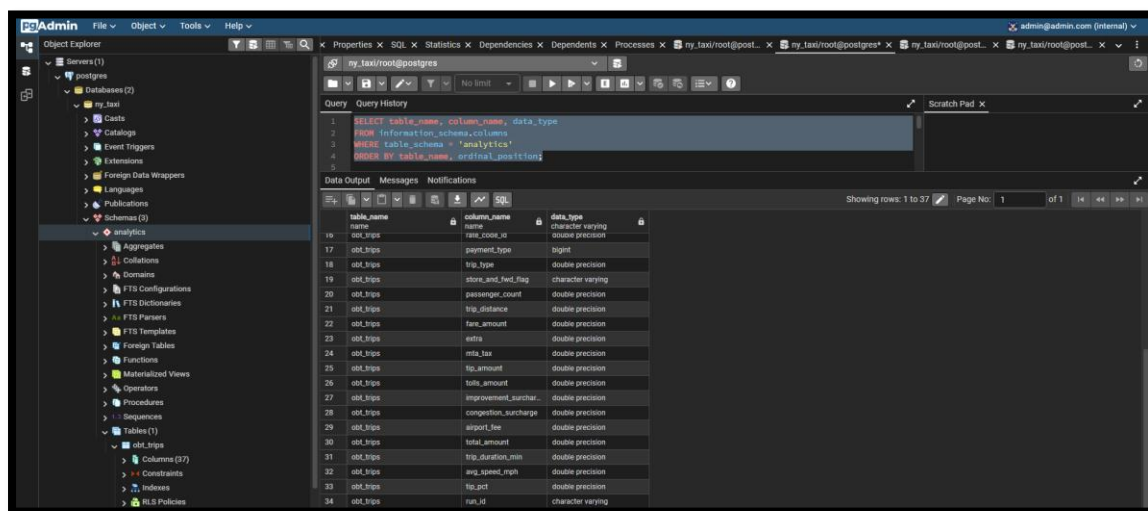 pgAdmin File Object Tools Help admin@admin.com (internal)
Object Explorer Properties SQL Statistics Dependencies Dependents Processes ny_taxi/root@post... ny_taxi/root@postgres* ny_taxi/root@post... ny_taxi/root@post...
Servers (1)
postgres
Databases (2)
ny_taxi
Casts
Catalogs
Event Triggers
Extensions
Foreign Data Wrappers
Languages
Publications
Schemas (3)
analytics
Aggregates
Collations
Domains
FTS Configurations
FTS Dictionaries
FTS Parsers
FTS Templates
Foreign Tables
Functions
Materialized Views
Operators
Procedures
Sequences
Tables (1)
obt_trips
Columns (37)
Constraints
Indexes
RLS Policies
ny_taxi/root@postgres
No limit
Query Query History Scratch Pad
1 SELECT table_name, column_name, data_type
2 FROM information_schema.columns
3 WHERE table_schema = 'analytics'
4 ORDER BY table_name, ordinal_position;
5
Data Output Messages Notifications
SQL Showing rows: 1 to 37 Page No: 1 of 1
table_name column_name data_type
name name character varying
16 obt_trips rate_code_id double precision
17 obt_trips payment_type bigint
18 obt_trips trip_type double precision
19 obt_trips store_and_fwd_flag character varying
20 obt_trips passenger_count double precision
21 obt_trips trip_distance double precision
22 obt_trips fare_amount double precision
23 obt_trips extra double precision
24 obt_trips mta_tax double precision
25 obt_trips tip_amount double precision
26 obt_trips tolls_amount double precision
27 obt_trips improvement_surchar... double precision
28 obt_trips congestion_surcharge double precision
29 obt_trips airport_fee double precision
30 obt_trips total_amount double precision
31 obt_trips trip_duration_min double precision
32 obt_trips avg_speed_mph double precision
33 obt_trips tip_pct double precision
34 obt_trips run_id character varying